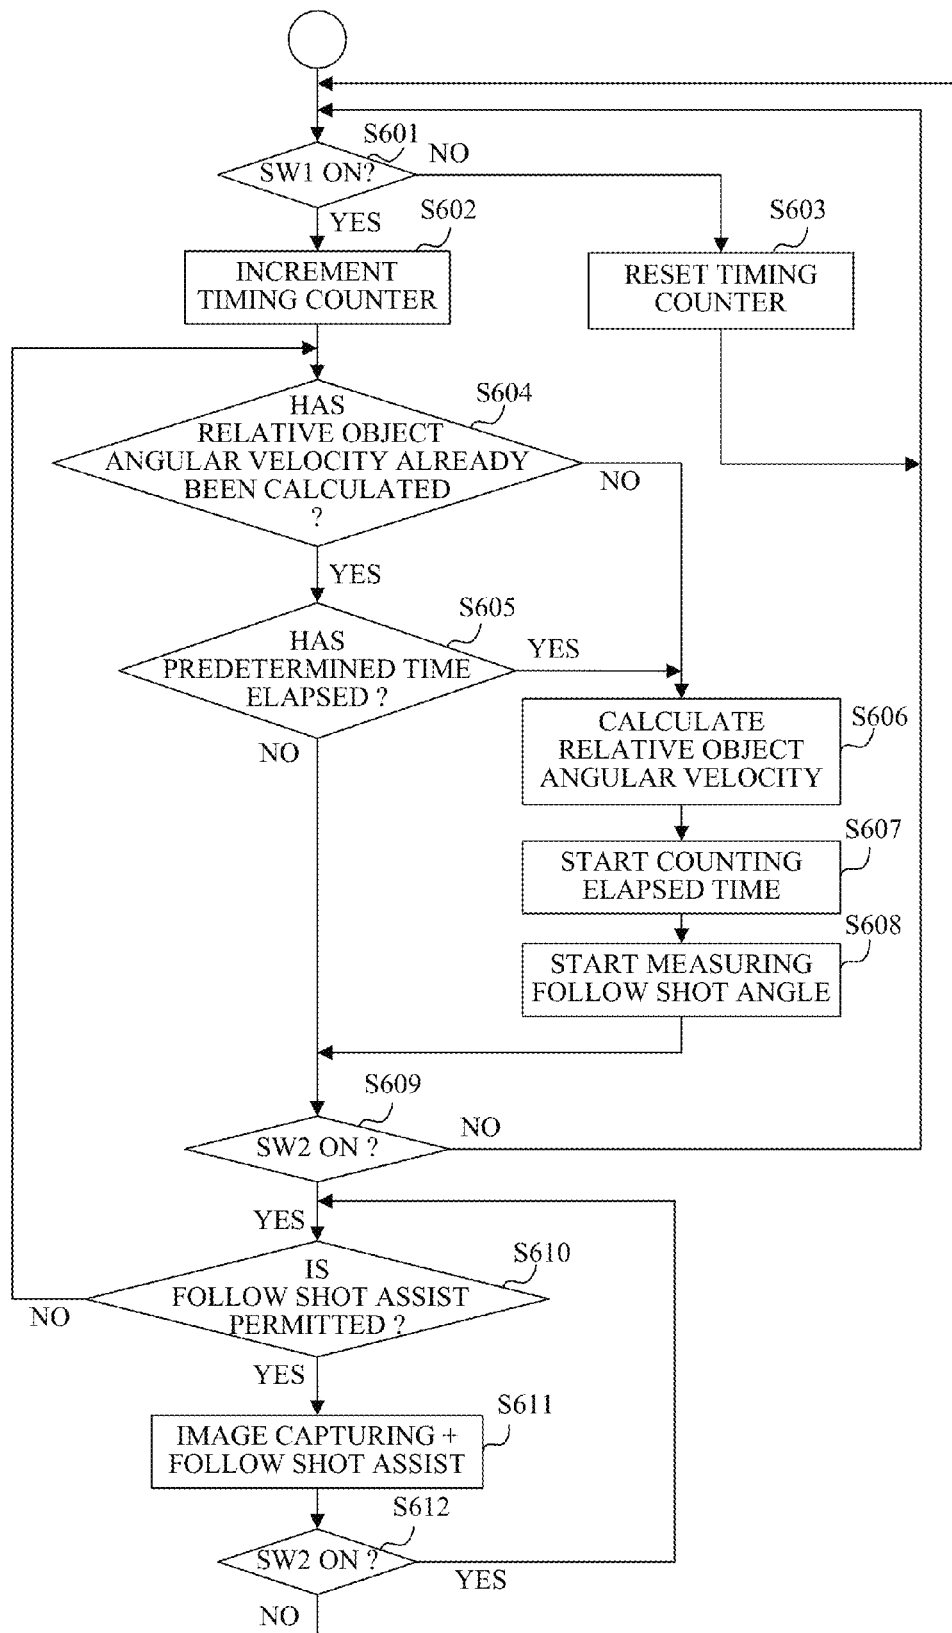 S601
SW1 ON?
NO
YES
S602
INCREMENT
TIMING COUNTER
S603
RESET TIMING
COUNTER
S604
HAS
RELATIVE OBJECT
ANGULAR VELOCITY ALREADY
BEEN CALCULATED
?
NO
YES
S605
HAS
PREDETERMINED TIME
ELAPSED ?
YES
NO
S606
CALCULATE
RELATIVE OBJECT
ANGULAR VELOCITY
S607
START COUNTING
ELAPSED TIME
S608
START MEASURING
FOLLOW SHOT ANGLE
S609
SW2 ON ?
NO
YES
S610
IS
FOLLOW SHOT ASSIST
PERMITTED ?
NO
YES
S611
IMAGE CAPTURING +
FOLLOW SHOT ASSIST
S612
SW2 ON ?
YES
NO